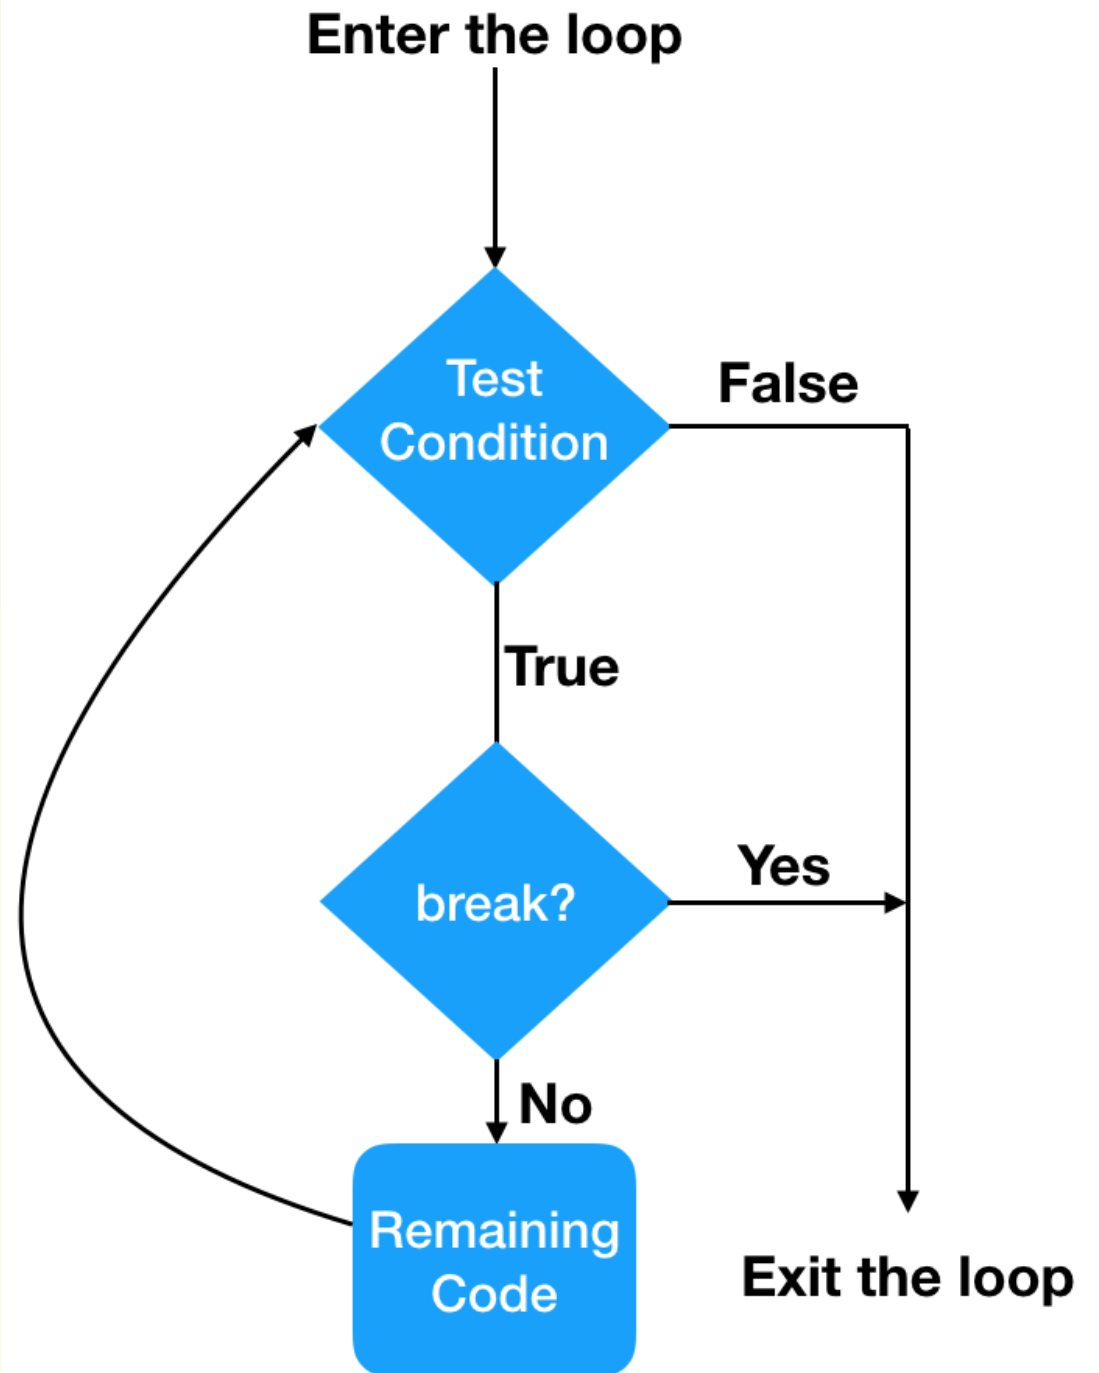 Enter the loop
Test
Condition
False
True
break?
Yes
No
Remaining
Code
Exit the loop